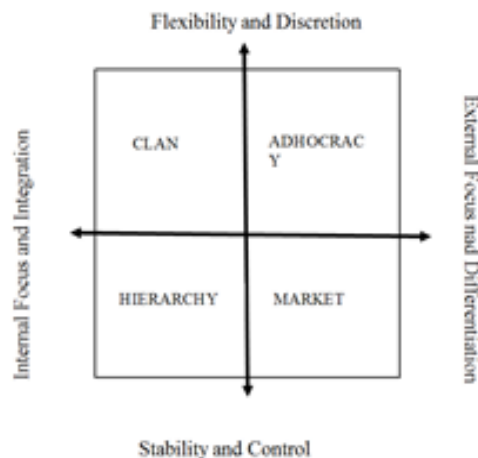 Flexibility and Discretion
CLAN
ADHOCRAC
Y
Internal Focus and Integration
External Focus nad Differentiation
HIERARCHY
MARKET
Stability and Control